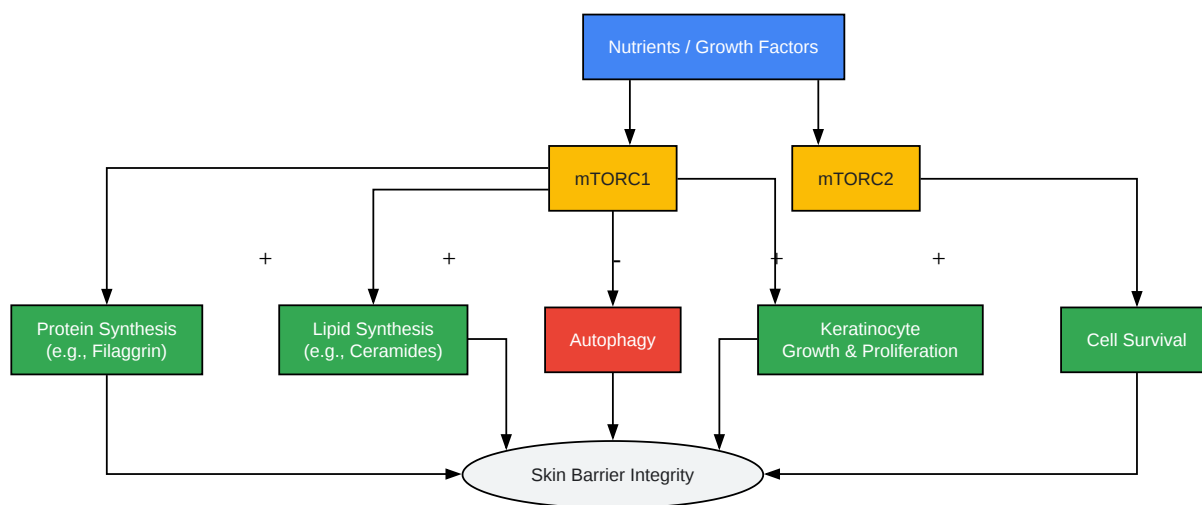 Nutrients / Growth Factors
mTORC1
mTORC2
+
+
-
+
+
Protein Synthesis
(e.g., Filaggrin)
Lipid Synthesis
(e.g., Ceramides)
Autophagy
Keratinocyte
Growth & Proliferation
Cell Survival
Skin Barrier Integrity